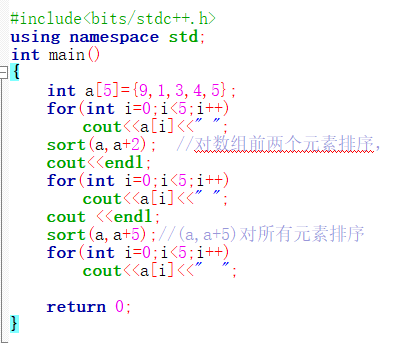 #include<bits/stdc++.h>
using namespace std;
int main()
{
    int a[5]={9,1,3,4,5};
    for(int i=0;i<5;i++)
        cout<<a[i]<<" ";
    sort(a,a+2);  //对数组前两个元素排序，
    cout<<endl;
    for(int i=0;i<5;i++)
        cout<<a[i]<<" ";
    cout <<endl;
    sort(a,a+5);//(a,a+5)对所有元素排序
    for(int i=0;i<5;i++)
        cout<<a[i]<<"  ";
    return 0;
}